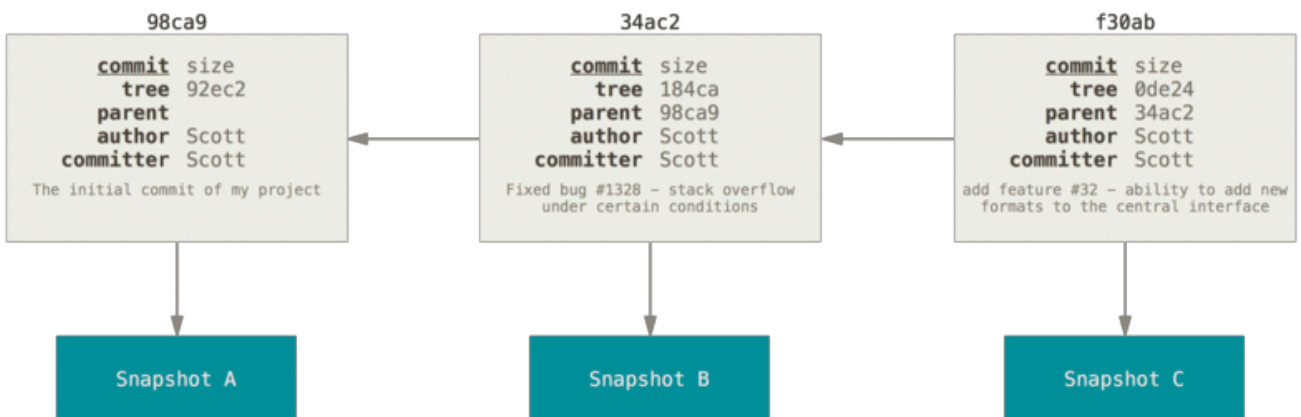 98ca9
commit size
tree 92ec2
parent
author Scott
committer Scott
The initial commit of my project
Snapshot A
34ac2
commit size
tree 184ca
parent 98ca9
author Scott
committer Scott
Fixed bug #1328 – stack overflow
under certain conditions
Snapshot B
f30ab
commit size
tree 0de24
parent 34ac2
author Scott
committer Scott
add feature #32 – ability to add new
formats to the central interface
Snapshot C